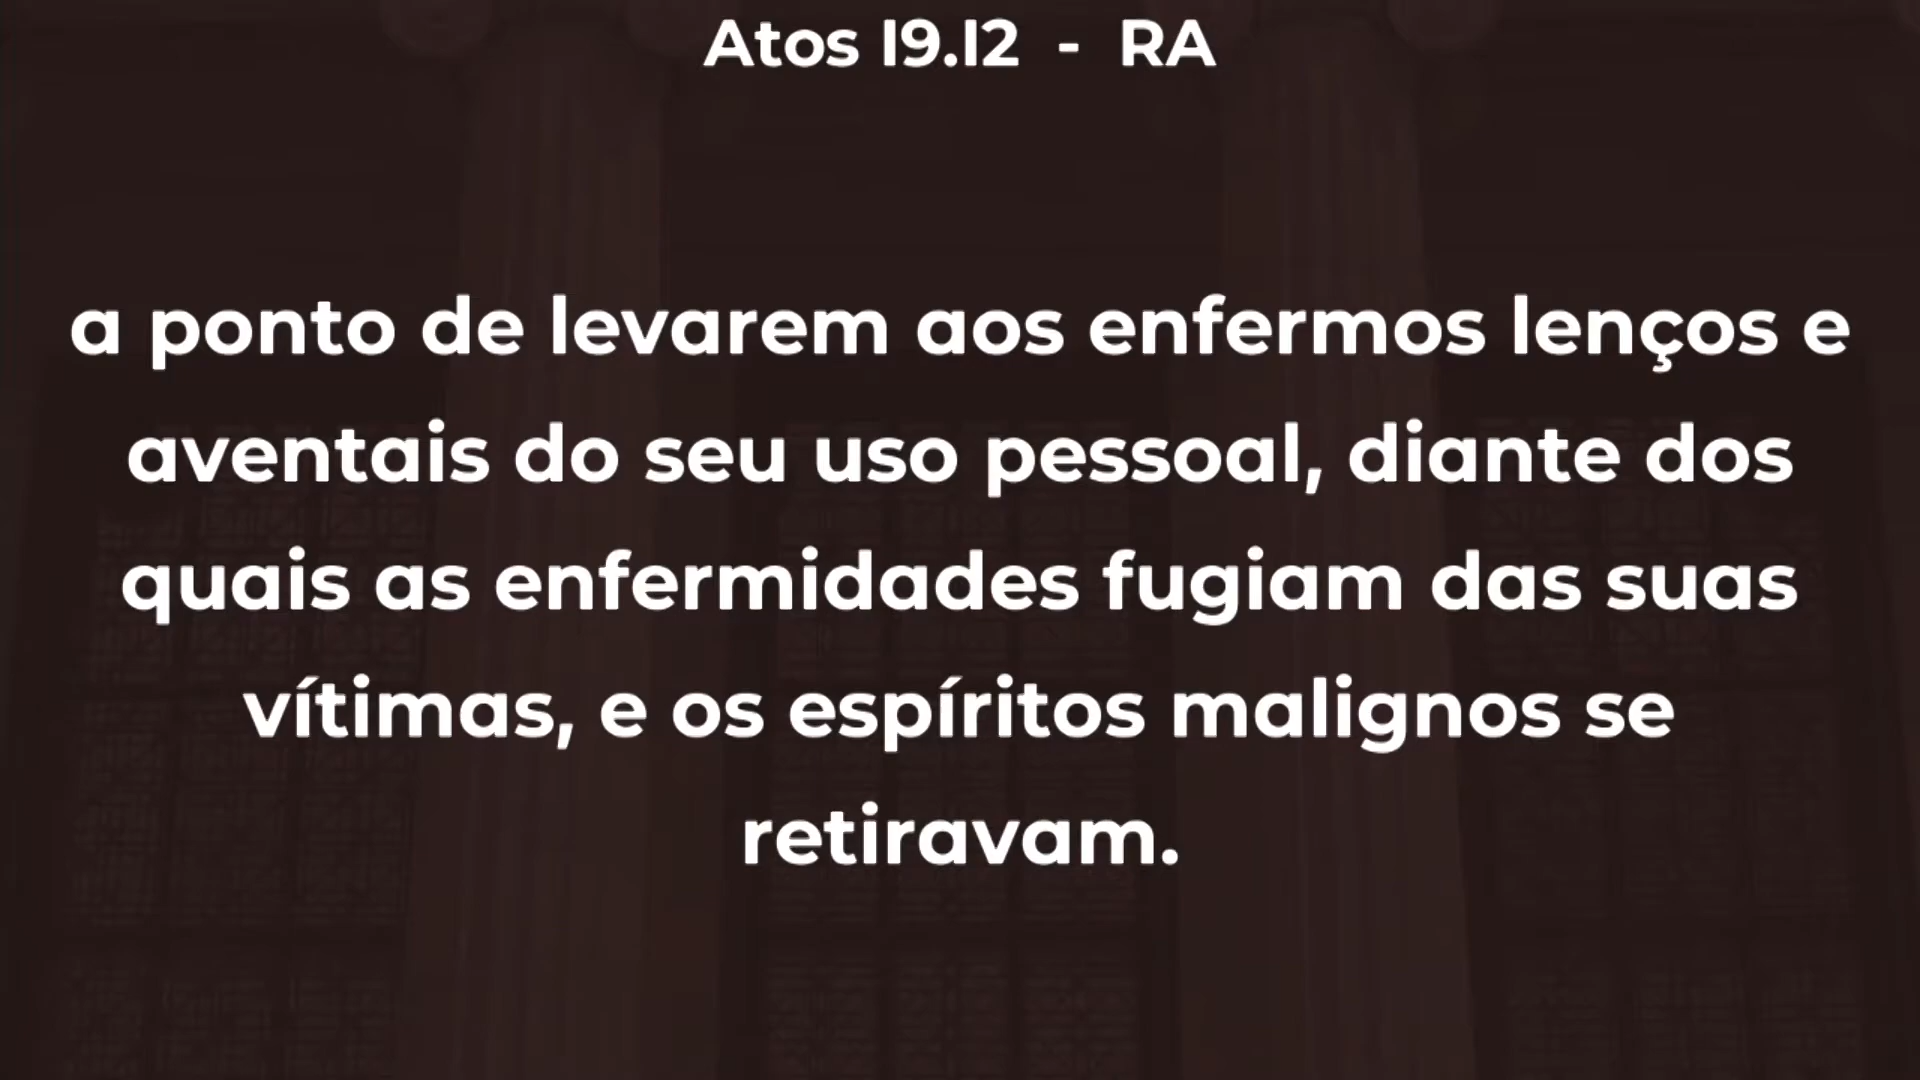 Atos 19.12 - RA
a ponto de levarem aos enfermos lenços e
aventais do seu uso pessoal, diante dos
quais as enfermidades fugiam das suas
vítimas, e os espíritos malignos se
retiravam.